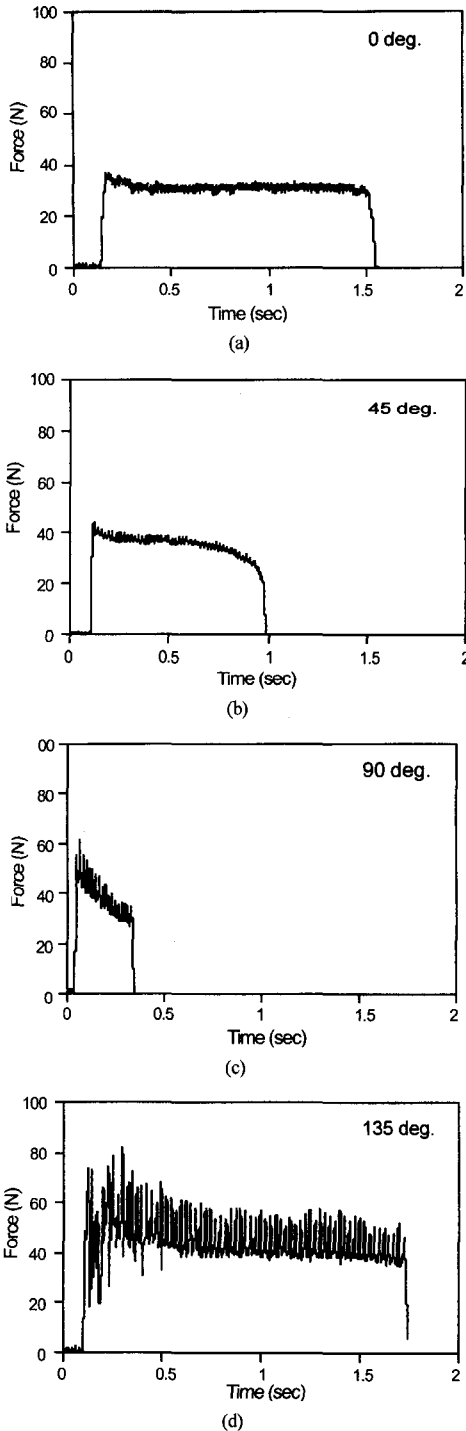 100
0 deg.
80
60
40
20
0
Force (N)
0 0.5 1 1.5 2
Time (sec)
(a)
100
45 deg.
80
60
40
20
0
Force (N)
0 0.5 1 1.5 2
Time (sec)
(b)
00
90 deg.
80
60
40
20
0
Force (N)
0 0.5 1 1.5 2
Time (sec)
(c)
100
135 deg.
80
60
40
20
0
Force (N)
0 0.5 1 1.5 2
Time (sec)
(d)